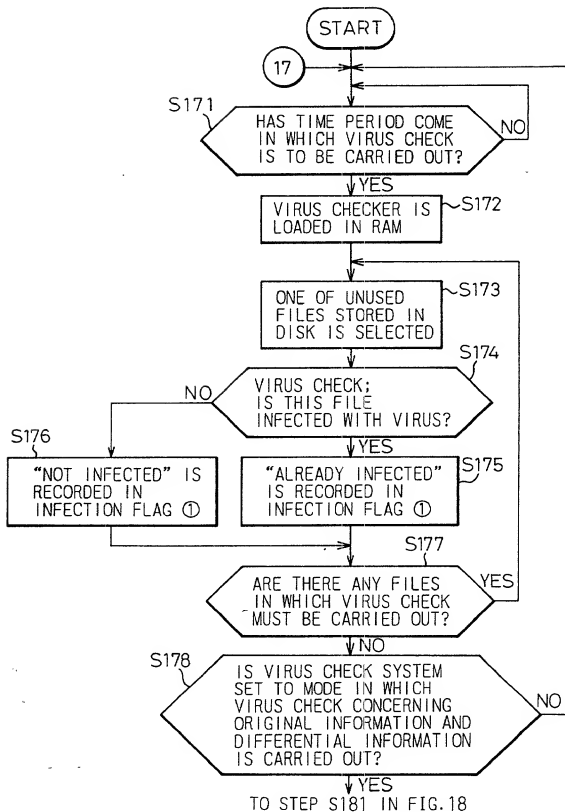 START
17
S171
HAS TIME PERIOD COME
IN WHICH VIRUS CHECK
IS TO BE CARRIED OUT?
NO
YES
S172
VIRUS CHECKER IS
LOADED IN RAM
S173
ONE OF UNUSED
FILES STORED IN
DISK IS SELECTED
S174
NO
VIRUS CHECK;
IS THIS FILE
INFECTED WITH VIRUS?
S176
YES
S175
"NOT INFECTED" IS
RECORDED IN
INFECTION FLAG ①
"ALREADY INFECTED"
IS RECORDED IN
INFECTION FLAG ①
S177
ARE THERE ANY FILES
IN WHICH VIRUS CHECK
MUST BE CARRIED OUT?
YES
NO
S178
IS VIRUS CHECK SYSTEM
SET TO MODE IN WHICH
VIRUS CHECK CONCERNING
ORIGINAL INFORMATION AND
DIFFERENTIAL INFORMATION
IS CARRIED OUT?
NO
YES
TO STEP S181 IN FIG.18